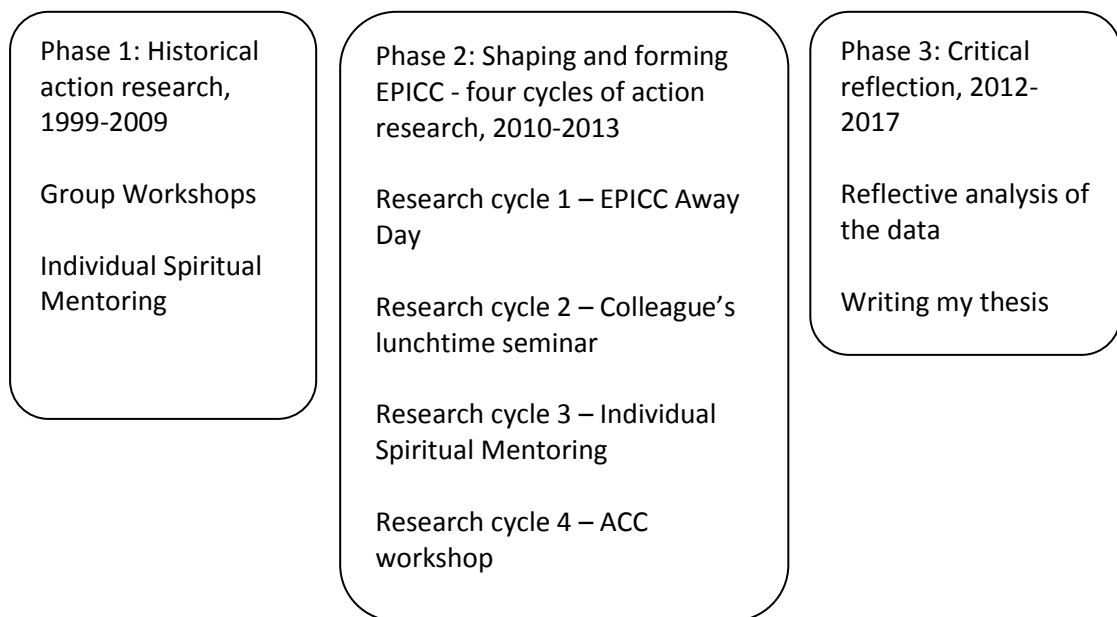 Phase 1: Historical
action research,
1999-2009
Group Workshops
Individual Spiritual
Mentoring
Phase 2: Shaping and forming
EPICC - four cycles of action
research, 2010-2013
Research cycle 1 – EPICC Away
Day
Research cycle 2 – Colleague’s
lunchtime seminar
Research cycle 3 – Individual
Spiritual Mentoring
Research cycle 4 – ACC
workshop
Phase 3: Critical
reflection, 2012-
2017
Reflective analysis of
the data
Writing my thesis